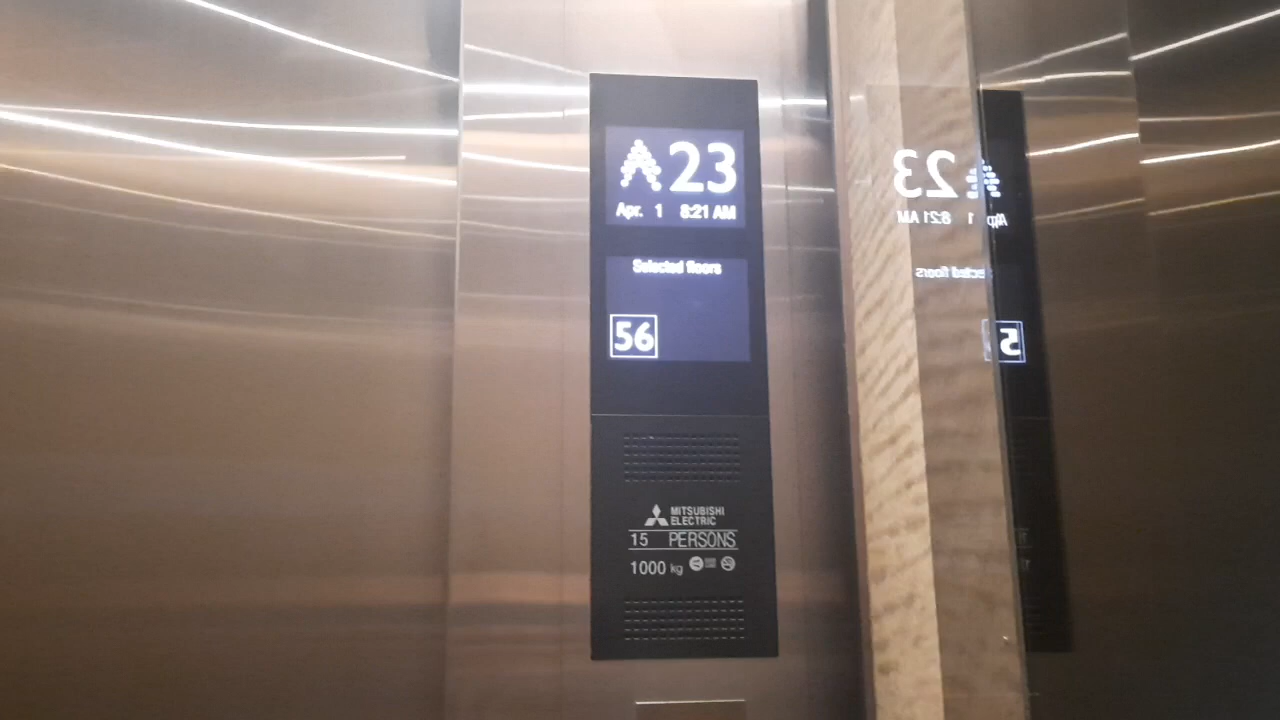 23
Apr. 1 8:21 AM
Selected floors
56
MITSUBISHI
ELECTRIC
15 PERSONS
1000 kg